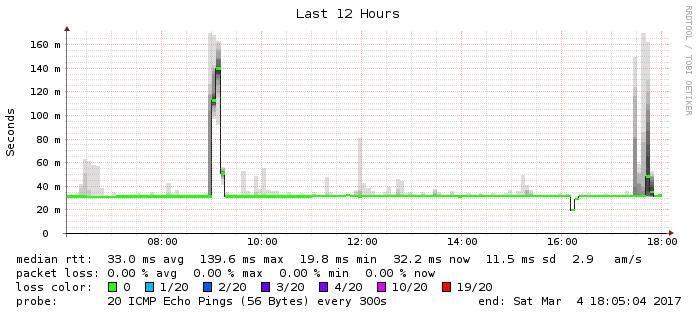 Last 12 Hours
RRDTOOL / TOBI OETIKER
Seconds
160 m
140 m
120 m
100 m
80 m
60 m
40 m
20 m
0
08:00 10:00 12:00 14:00 16:00 18:00
median rtt: 33.0 ms avg 139.6 ms max 19.8 ms min 32.2 ms now 11.5 ms sd 2.9 am/s
packet loss: 0.00 % avg 0.00 % max 0.00 % min 0.00 % now
loss color: 0 1/20 2/20 3/20 4/20 10/20 19/20
probe: 20 ICMP Echo Pings (56 Bytes) every 300s end: Sat Mar 4 18:05:04 2017